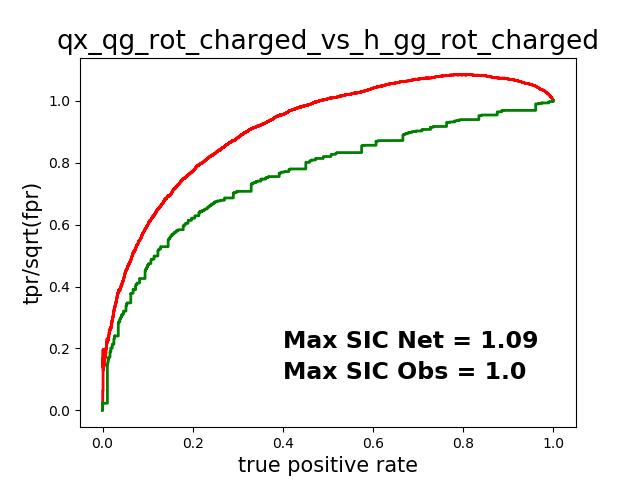 qx_qg_rot_charged_vs_h_gg_rot_charged
tpr/sqrt(fpr)
1.0
0.8
0.6
0.4
0.2
0.0
Max SIC Net = 1.09
Max SIC Obs = 1.0
0.0 0.2 0.4 0.6 0.8 1.0
true positive rate